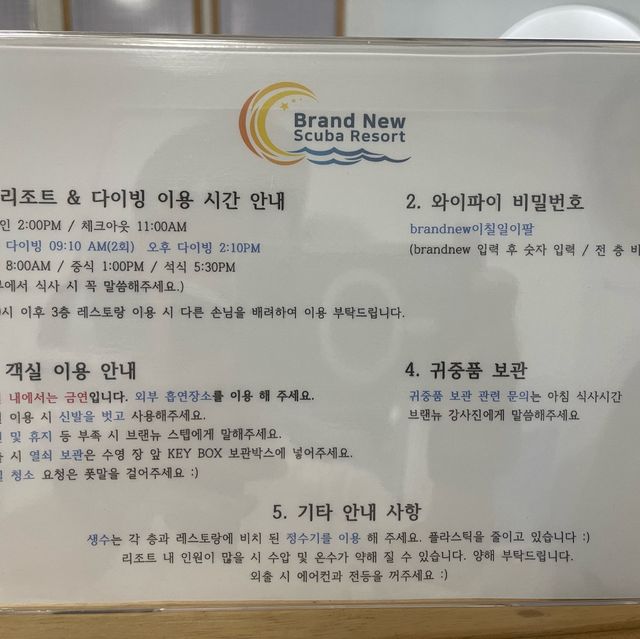 Brand New
Scuba Resort
리조트 & 다이빙 이용 시간 안내
인 2:00PM / 체크아웃 11:00AM
다이빙 09:10 AM(2회) 오후 다이빙 2:10PM
8:00AM / 중식 1:00PM / 석식 5:30PM
에서 식사 시 꼭 말씀해주세요.)
시 이후 3층 레스토랑 이용 시 다른 손님을 배려하여 이용 부탁드립니다.
2. 와이파이 비밀번호
brandnew이칠일이팔
(brandnew 입력 후 숫자 입력 / 전 층 비
객실 이용 안내
내에서는 금연입니다. 외부 흡연장소를 이용 해 주세요.
이용 시 신발을 벗고 사용해주세요.
및 휴지 등 부족 시 브랜뉴 스텝에게 말해주세요.
시 열쇠 보관은 수영 장 앞 KEY BOX 보관박스에 넣어주세요.
청소 요청은 푯말을 걸어주세요 :)
4. 귀중품 보관
귀중품 보관 관련 문의는 아침 식사시간
브랜뉴 강사진에게 말씀해주세요
5. 기타 안내 사항
생수는 각 층과 레스토랑에 비치 된 정수기를 이용 해 주세요. 플라스틱을 줄이고 있습니다 :)
리조트 내 인원이 많을 시 수압 및 온수가 약해 질 수 있습니다. 양해 부탁드립니다.
외출 시 에어컨과 전등을 꺼주세요 :)